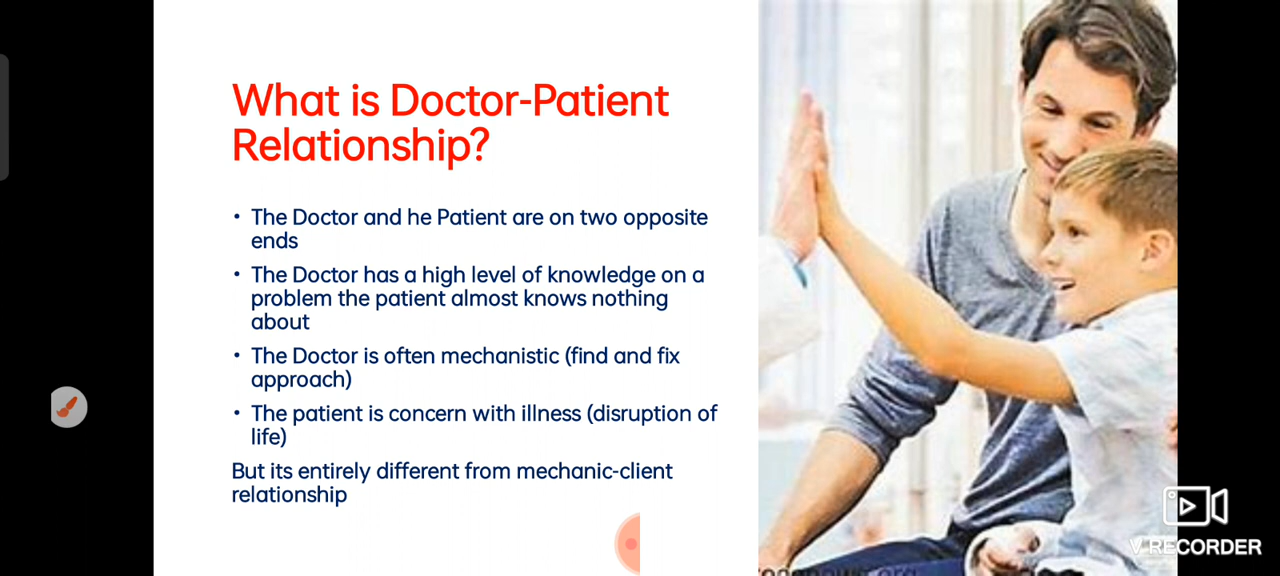 What is Doctor-Patient
Relationship?
• The Doctor and he Patient are on two opposite
ends
• The Doctor has a high level of knowledge on a
problem the patient almost knows nothing
about
• The Doctor is often mechanistic (find and fix
approach)
• The patient is concern with illness (disruption of
life)
But its entirely different from mechanic-client
relationship
V RECORDER